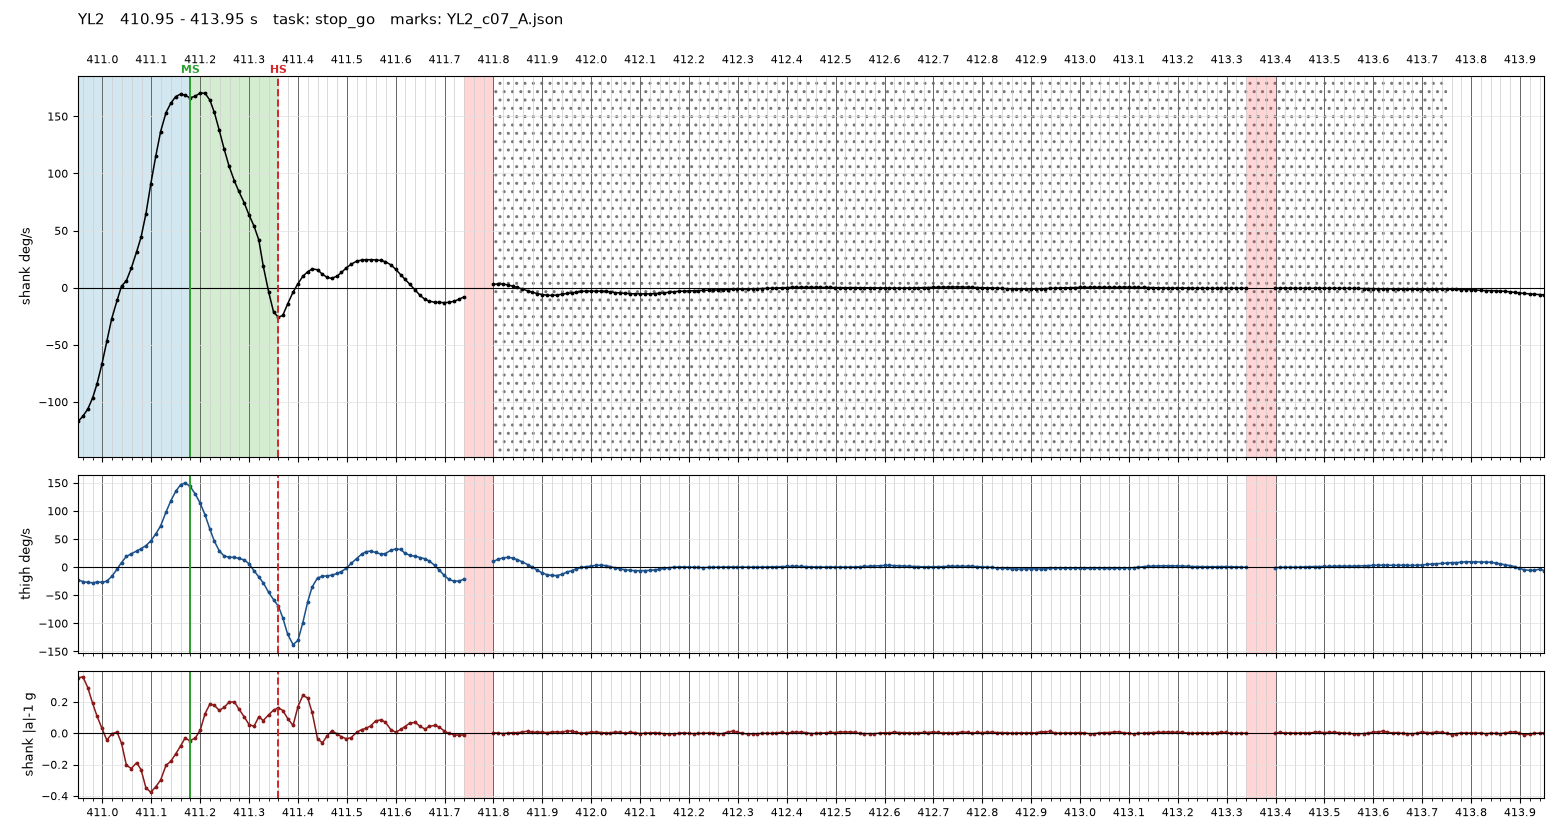 YL2 410.95 - 413.95 s task: stop_go marks: YL2_c07_A.json
411.0 411.1 411.2 411.3 411.4 411.5 411.6 411.7 411.8 411.9 412.0 412.1 412.2 412.3 412.4 412.5 412.6 412.7 412.8 412.9 413.0 413.1 413.2 413.3 413.4 413.5 413.6 413.7 413.8 413.9
MS HS
shank deg/s
150
100
50
0
−50
−100
thigh deg/s
150
100
50
0
−50
−100
−150
shank |a|-1 g
0.2
0.0
−0.2
−0.4
411.0 411.1 411.2 411.3 411.4 411.5 411.6 411.7 411.8 411.9 412.0 412.1 412.2 412.3 412.4 412.5 412.6 412.7 412.8 412.9 413.0 413.1 413.2 413.3 413.4 413.5 413.6 413.7 413.8 413.9